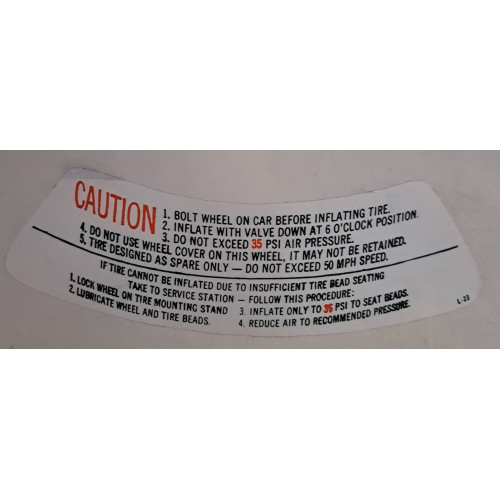 CAUTION
1. BOLT WHEEL ON CAR BEFORE INFLATING TIRE.
2. INFLATE WITH VALVE DOWN AT 6 O'CLOCK POSITION.
3. DO NOT EXCEED 35 PSI AIR PRESSURE.
4. DO NOT USE WHEEL COVER ON THIS WHEEL, IT MAY NOT BE RETAINED.
5. TIRE DESIGNED AS SPARE ONLY — DO NOT EXCEED 50 MPH SPEED.
IF TIRE CANNOT BE INFLATED DUE TO INSUFFICIENT TIRE BEAD SEATING
TAKE TO SERVICE STATION — FOLLOW THIS PROCEDURE:
1. LOCK WHEEL ON TIRE MOUNTING STAND
2. LUBRICATE WHEEL AND TIRE BEADS.
3. INFLATE ONLY TO 35 PSI TO SEAT BEADS.
4. REDUCE AIR TO RECOMMENDED PRESSURE.
L-23